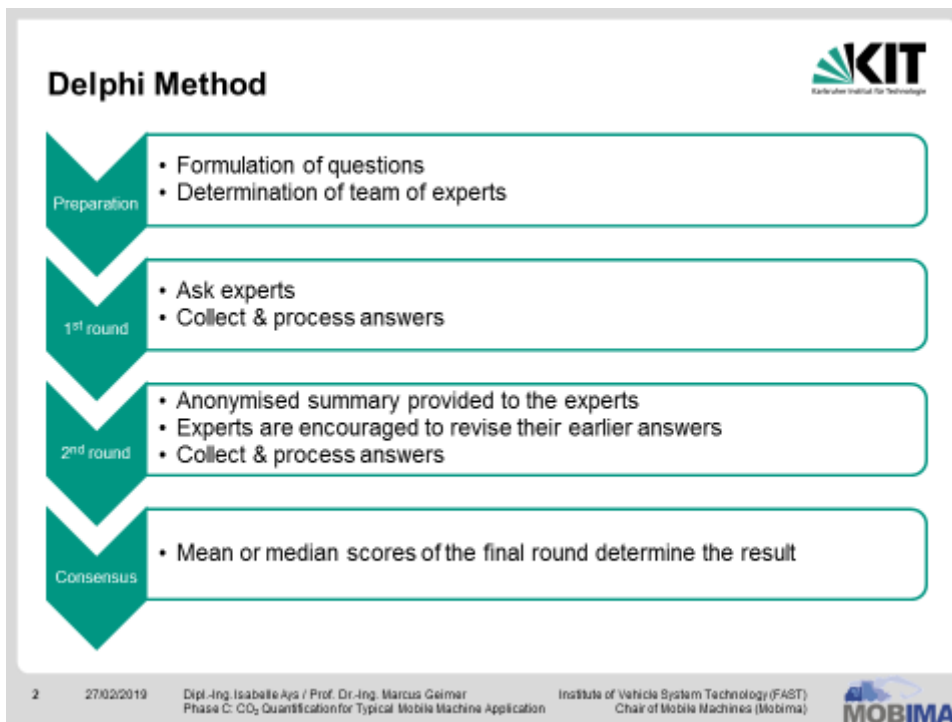 Delphi Method
KIT
Karlsruher Institut für Technologie
Preparation
• Formulation of questions
• Determination of team of experts
1st round
• Ask experts
• Collect & process answers
2nd round
• Anonymised summary provided to the experts
• Experts are encouraged to revise their earlier answers
• Collect & process answers
Consensus
• Mean or median scores of the final round determine the result
2
27/02/2019
Dipl.-Ing. Isabelle Ays / Prof. Dr.-Ing. Marcus Geimer
Phase C: CO₂ Quantification for Typical Mobile Machine Application
Institute of Vehicle System Technology (FAST)
Chair of Mobile Machines (Mobima)
MOBIMA